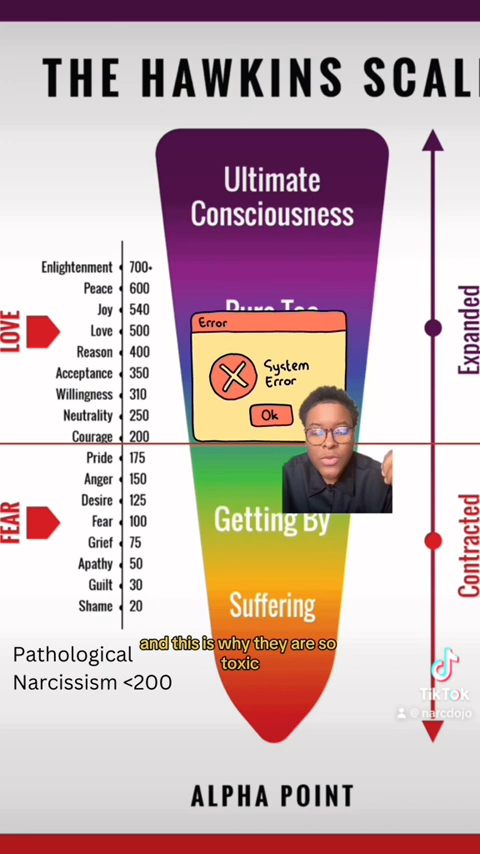 THE HAWKINS SCAL
Ultimate
Consciousness
Enlightenment 700+
Peace 600
Joy 540
Love 500
Reason 400
Acceptance 350
Willingness 310
Neutrality 250
Courage 200
Pride 175
Anger 150
Desire 125
Fear 100
Grief 75
Apathy 50
Guilt 30
Shame 20
LOVE
FEAR
Error
System
Error
Ok
Getting By
Suffering
Expanded
Contracted
Pathological
Narcissism <200
and this is why they are so
toxic
TikTok
@narcdojo
ALPHA POINT